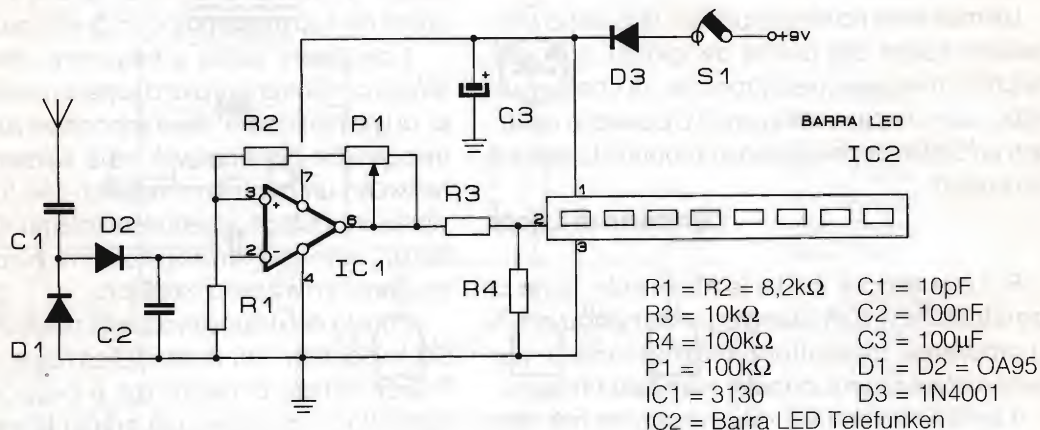 +9V
D3
S1
C3
R2
P1
BARRA LED
IC2
7
3
+
6
R3
1
2
3
D2
C1
2
-
IC1
4
R4
R1
C2
D1
R1 = R2 = 8,2kΩ
R3 = 10kΩ
R4 = 100kΩ
P1 = 100kΩ
IC1 = 3130
IC2 = Barra LED Telefunken
C1 = 10pF
C2 = 100nF
C3 = 100µF
D1 = D2 = OA95
D3 = 1N4001